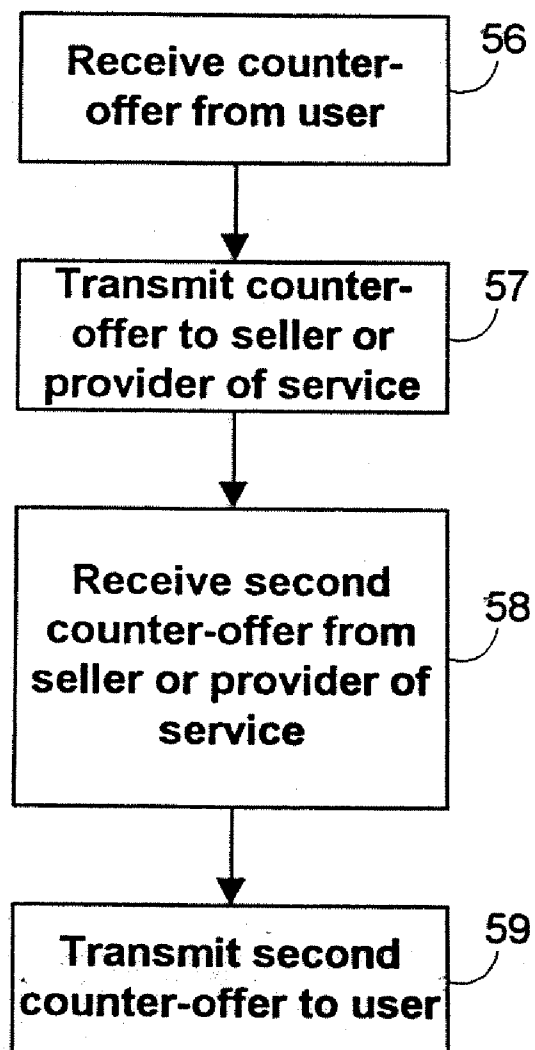 56
Receive counter-
offer from user
57
Transmit counter-
offer to seller or
provider of service
58
Receive second
counter-offer from
seller or provider of
service
59
Transmit second
counter-offer to user